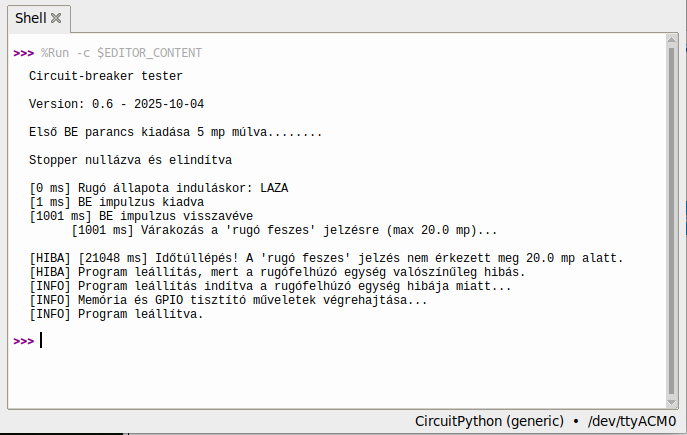 Shell
>>> %Run -c $EDITOR_CONTENT
Circuit-breaker tester
Version: 0.6 - 2025-10-04
Első BE parancs kiadása 5 mp múlva........
Stopper nullázva és elindítva
[0 ms] Rugó állapota induláskor: LAZA
[1 ms] BE impulzus kiadva
[1001 ms] BE impulzus visszavéve
[1001 ms] Várakozás a 'rugó feszes' jelzésre (max 20.0 mp)...
[HIBA] [21048 ms] Időtúllépés! A 'rugó feszes' jelzés nem érkezett meg 20.0 mp alatt.
[HIBA] Program leállítás, mert a rugófelhúzó egység valószínűleg hibás.
[INFO] Program leállítás indítva a rugófelhúzó egység hibája miatt...
[INFO] Memória és GPIO tisztító műveletek végrehajtása...
[INFO] Program leállítva.
>>>
CircuitPython (generic) • /dev/ttyACM0